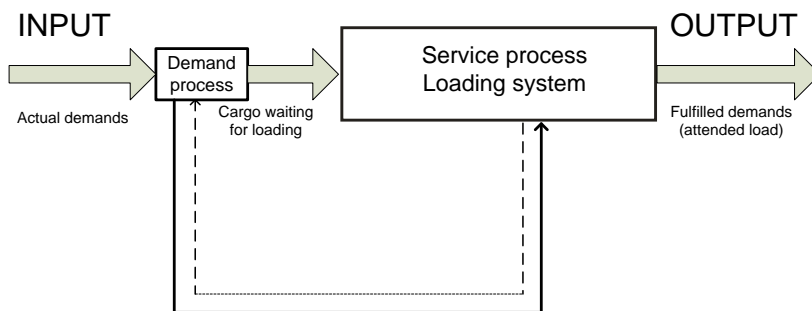 INPUT
OUTPUT
Demand
process
Service process
Loading system
Actual demands
Cargo waiting
for loading
Fulfilled demands
(attended load)